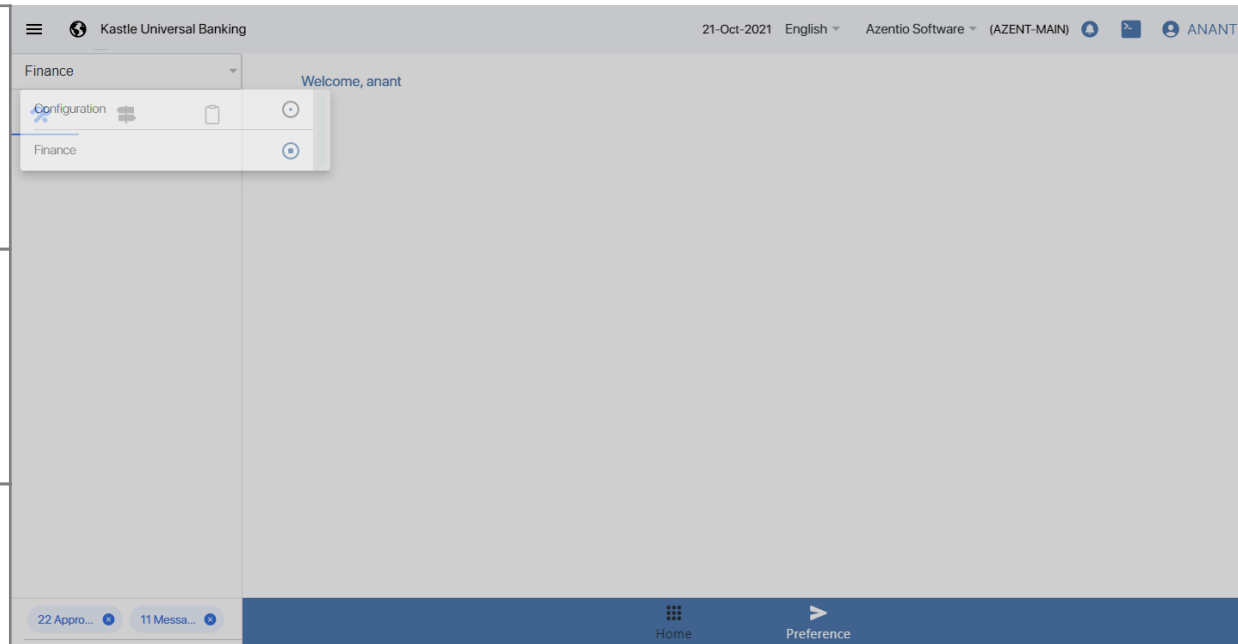 Kastle Universal Banking 21-Oct-2021 English Azentio Software (AZENT-MAIN) ANANT
Finance
Welcome, anant
Configuration
Finance
22 Appro... 11 Messa...
Home Preference